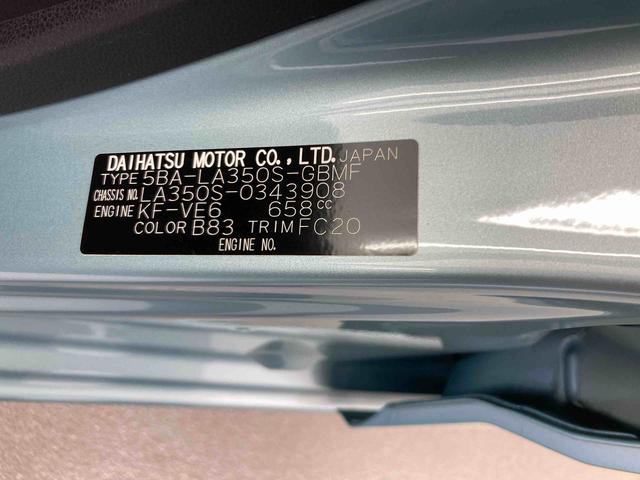 DAIHATSU MOTOR CO.,LTD. JAPAN
TYPE 5BA-LA350S-GBMF
CHASSIS NO. LA350S-0343908
ENGINE KF-VE6 658CC
COLOR B83 TRIM FC20
ENGINE NO.